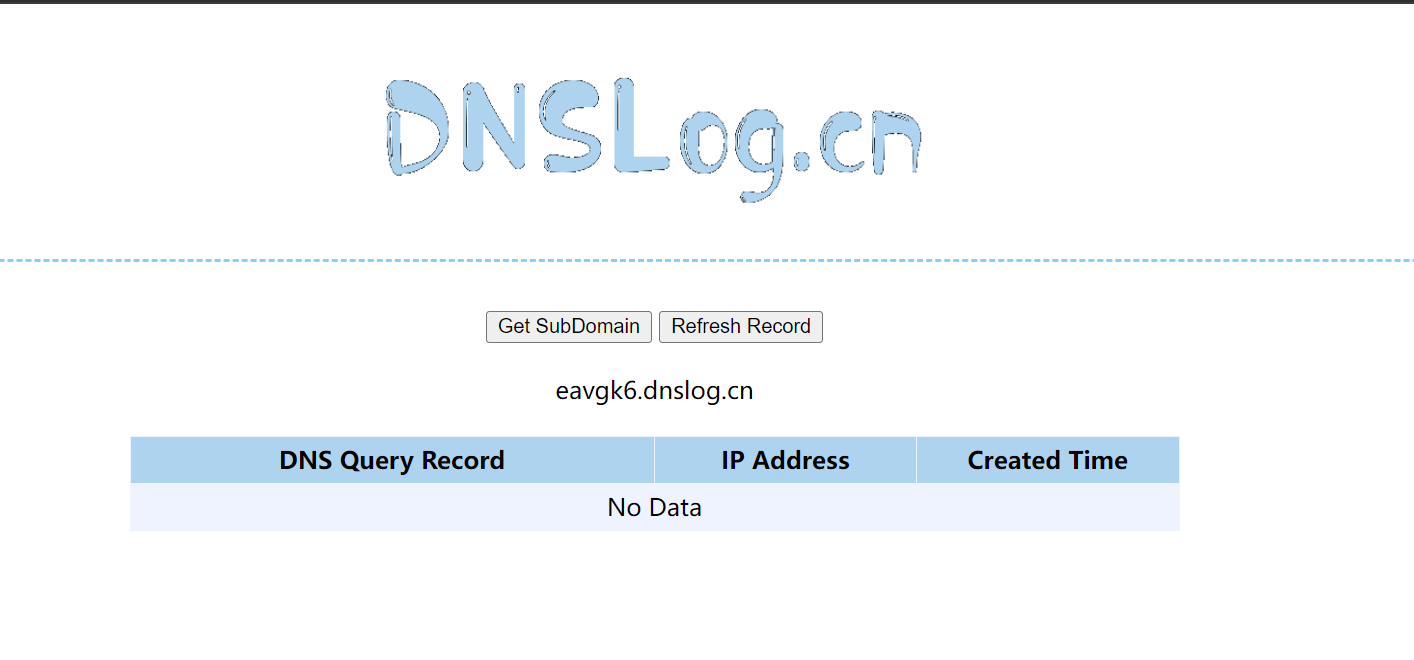 DNSLog.cn
Get SubDomain Refresh Record
eavgk6.dnslog.cn
DNS Query Record IP Address Created Time
No Data